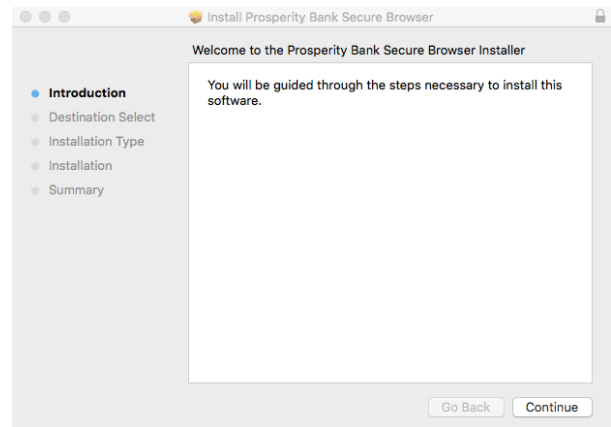 Install Prosperity Bank Secure Browser
Welcome to the Prosperity Bank Secure Browser Installer
Introduction
Destination Select
Installation Type
Installation
Summary
You will be guided through the steps necessary to install this
software.
Go Back
Continue